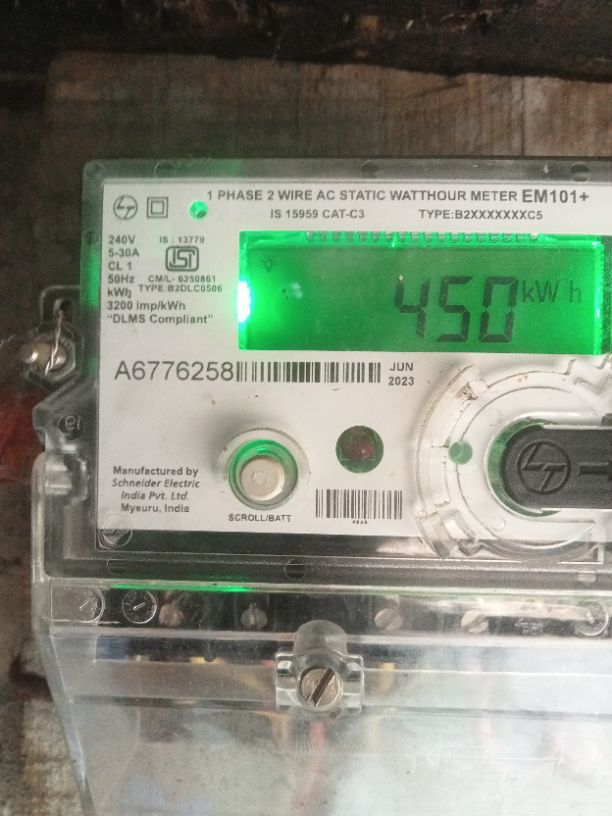 1 PHASE 2 WIRE AC STATIC WATTHOUR METER EM101+
IS 15959 CAT-C3 TYPE:B2XXXXXXXC5
240V IS : 13779
5-30A
CL 1
50Hz CM/L- 6250861
kWh TYPE:B2DLC0506
3200 imp/kWh
"DLMS Compliant"
450 kWh
A6776258
JUN
2023
Manufactured by
Schneider Electric
India Pvt. Ltd.
Mysuru, India
SCROLL/BATT
LT